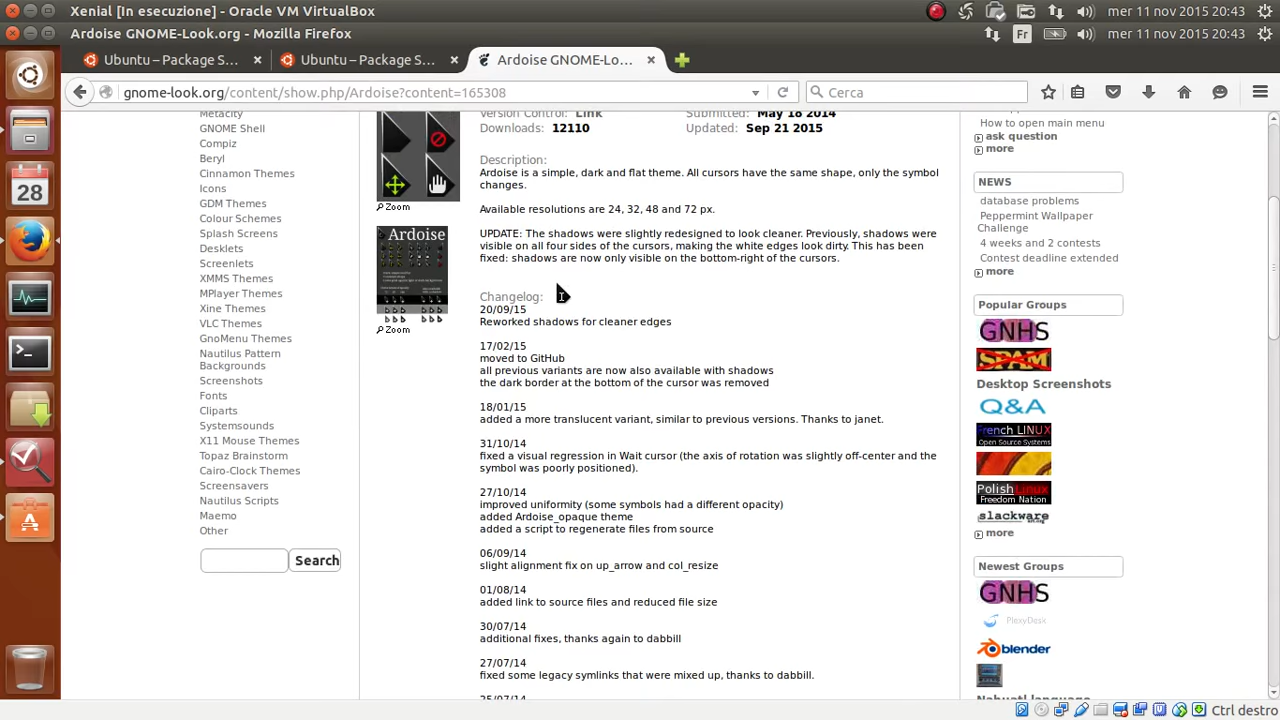 Xenial [In esecuzione] - Oracle VM VirtualBox
mer 11 nov 2015 20:43
Ardoise GNOME-Look.org - Mozilla Firefox
Fr
mer 11 nov 2015 20:43
Ubuntu – Package S...
Ubuntu – Package S...
Ardoise GNOME-Lo...
gnome-look.org/content/show.php/Ardoise?content=165308
Cerca
28
Metacity
GNOME Shell
Compiz
Beryl
Cinnamon Themes
Icons
GDM Themes
Colour Schemes
Splash Screens
Desklets
Screenlets
XMMS Themes
MPlayer Themes
Xine Themes
VLC Themes
GnoMenu Themes
Nautilus Pattern
Backgrounds
Screenshots
Fonts
Cliparts
Systemsounds
X11 Mouse Themes
Topaz Brainstorm
Cairo-Clock Themes
Screensavers
Nautilus Scripts
Maemo
Other
Search
Zoom
Ardoise
Zoom
Version Control: Link
Submitted: May 18 2014
Downloads: 12110
Updated: Sep 21 2015
Description:
Ardoise is a simple, dark and flat theme. All cursors have the same shape, only the symbol
changes.
Available resolutions are 24, 32, 48 and 72 px.
UPDATE: The shadows were slightly redesigned to look cleaner. Previously, shadows were
visible on all four sides of the cursors, making the white edges look dirty. This has been
fixed: shadows are now only visible on the bottom-right of the cursors.
Changelog:
20/09/15
Reworked shadows for cleaner edges
17/02/15
moved to GitHub
all previous variants are now also available with shadows
the dark border at the bottom of the cursor was removed
18/01/15
added a more translucent variant, similar to previous versions. Thanks to janet.
31/10/14
fixed a visual regression in Wait cursor (the axis of rotation was slightly off-center and the
symbol was poorly positioned).
27/10/14
improved uniformity (some symbols had a different opacity)
added Ardoise_opaque theme
added a script to regenerate files from source
06/09/14
slight alignment fix on up_arrow and col_resize
01/08/14
added link to source files and reduced file size
30/07/14
additional fixes, thanks again to dabbill
27/07/14
fixed some legacy symlinks that were mixed up, thanks to dabbill.
25/07/14
How to open main menu
ask question
more
NEWS
database problems
Peppermint Wallpaper
Challenge
4 weeks and 2 contests
Contest deadline extended
more
Popular Groups
GNHS
SPAM
Desktop Screenshots
Q&A
French LINUX
Open Source Systems
Polish Linux
Freedom Nation
slackware
more
Newest Groups
GNHS
PlexyDesk
blender
Nahuatl language
Ctrl destro